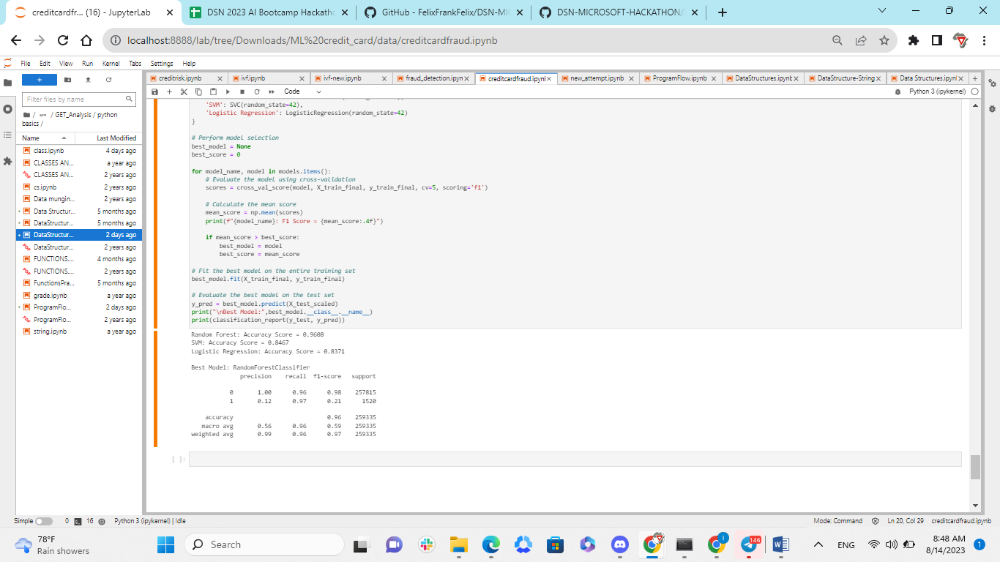 creditcardfr... (16) - JupyterLab
DSN 2023 AI Bootcamp Hackatho
GitHub - FelixFrankFelix/DSN-MIC
DSN-MICROSOFT-HACKATHON/
localhost:8888/lab/tree/Downloads/ML%20credit_card/data/creditcardfraud.ipynb
File Edit View Run Kernel Tabs Settings Help
creditrisk.ipynb
ivf.ipynb
ivf-new.ipynb
fraud_detection.ipyn
creditcardfraud.ipynl
new_attempt.ipynb
ProgramFlow.ipynb
DataStructures.ipynb
DataStructure-String
Data Structures.ipynl
Filter files by name
Code
Python 3 (ipykernel)
/ ··· / GET_Analysis / python
basics /
Name Last Modified
class.ipynb 4 days ago
CLASSES AN... a year ago
CLASSES AN... 2 years ago
cs.ipynb 2 years ago
Data mungin... 2 years ago
Data Structur... 5 months ago
DataStructur... 5 months ago
DataStructur... 2 days ago
DataStructur... 2 years ago
FUNCTIONS.... 4 months ago
FUNCTIONS.... 2 years ago
FunctionsPra... 5 months ago
grade.ipynb a year ago
ProgramFlo... 2 days ago
ProgramFlo... 2 years ago
string.ipynb a year ago
'SVM': SVC(random_state=42),
'Logistic Regression': LogisticRegression(random_state=42)
}
# Perform model selection
best_model = None
best_score = 0
for model_name, model in models.items():
# Evaluate the model using cross-validation
scores = cross_val_score(model, X_train_final, y_train_final, cv=5, scoring='f1')
# Calculate the mean score
mean_score = np.mean(scores)
print(f"{model_name}: F1 Score = {mean_score:.4f}")
if mean_score > best_score:
best_model = model
best_score = mean_score
# Fit the best model on the entire training set
best_model.fit(X_train_final, y_train_final)
# Evaluate the best model on the test set
y_pred = best_model.predict(X_test_scaled)
print("\nBest Model:",best_model.__class__.__name__)
print(classification_report(y_test, y_pred))
Random Forest: Accuracy Score = 0.9608
SVM: Accuracy Score = 0.8467
Logistic Regression: Accuracy Score = 0.8371
Best Model: RandomForestClassifier
precision recall f1-score support
0 1.00 0.96 0.98 257815
1 0.12 0.97 0.21 1520
accuracy 0.96 259335
macro avg 0.56 0.96 0.59 259335
weighted avg 0.99 0.96 0.97 259335
[ ]:
Simple 0 16 Python 3 (ipykernel) | Idle
Mode: Command Ln 20, Col 29 creditcardfraud.ipynb
78°F
Rain showers
Search
146
ENG
8:48 AM
8/14/2023
1